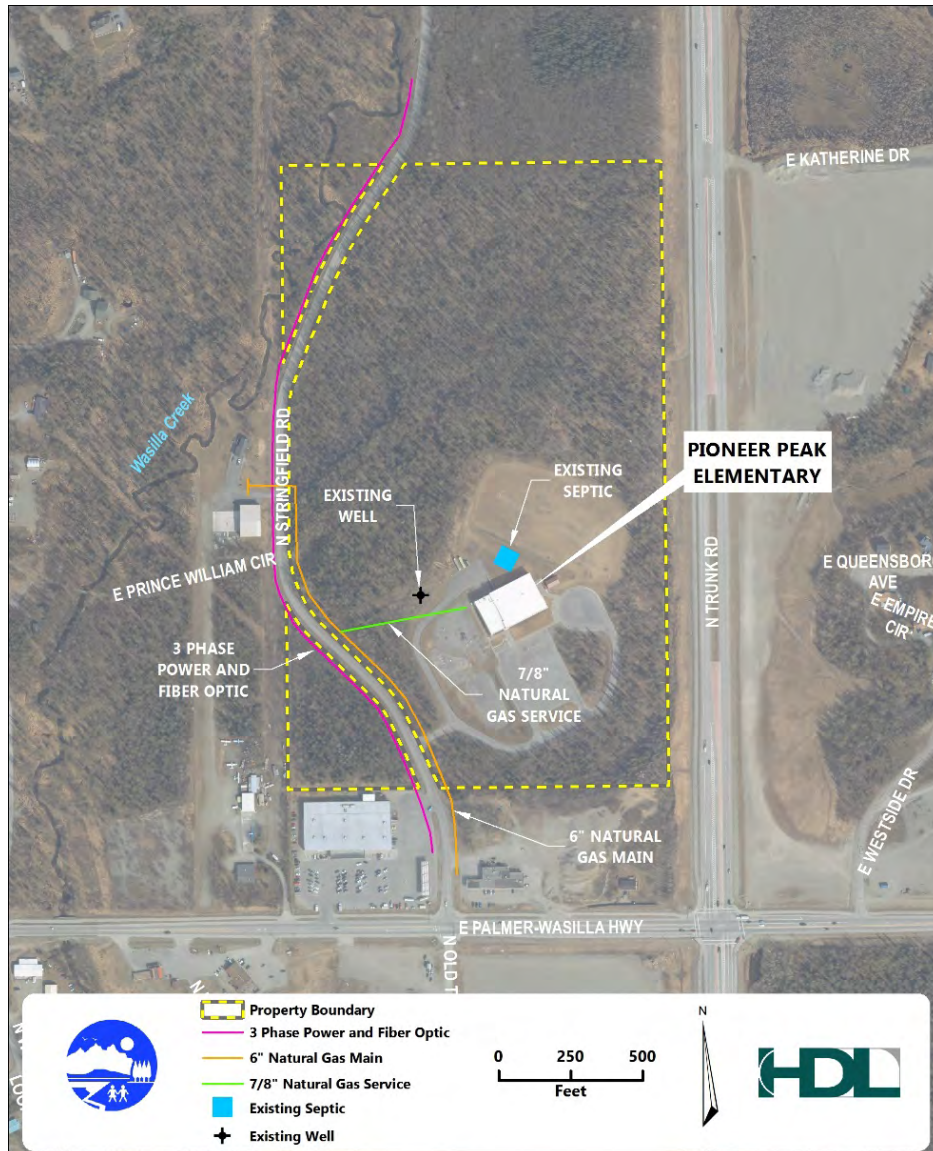 E KATHERINE DR
Wasilla Creek
N STRINGFIELD RD
PIONEER PEAK
ELEMENTARY
EXISTING
SEPTIC
EXISTING
WELL
E PRINCE WILLIAM CIR
N TRUNK RD
E QUEENSBOR
AVE
E EMPIRE
CIR
3 PHASE
POWER AND
FIBER OPTIC
7/8" NATURAL
GAS SERVICE
6" NATURAL
GAS MAIN
E WESTSIDE DR
E PALMER-WASILLA HWY
N OLD T
Property Boundary
3 Phase Power and Fiber Optic
6" Natural Gas Main
7/8" Natural Gas Service
Existing Septic
Existing Well
0 250 500
Feet
N
HDL